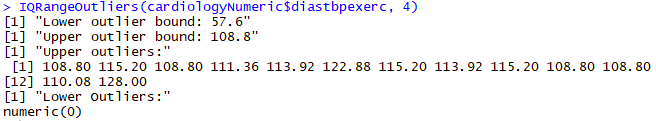 > IQRangeOutliers(cardiologyNumeric$diastbpexerc, 4)
[1] "Lower outlier bound: 57.6"
[1] "Upper outlier bound: 108.8"
[1] "Upper outliers:"
 [1] 108.80 115.20 108.80 111.36 113.92 122.88 115.20 113.92 115.20 108.80 108.80
[12] 110.08 128.00
[1] "Lower Outliers:"
numeric(0)